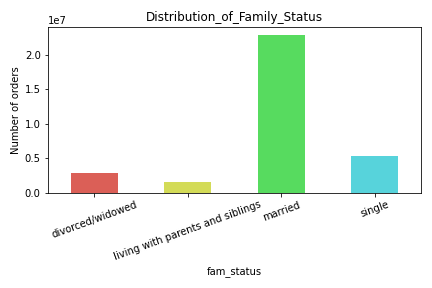 Distribution_of_Family_Status
1e7
2.0
1.5
1.0
0.5
0.0
Number of orders
divorced/widowed
living with parents and siblings
married
single
fam_status